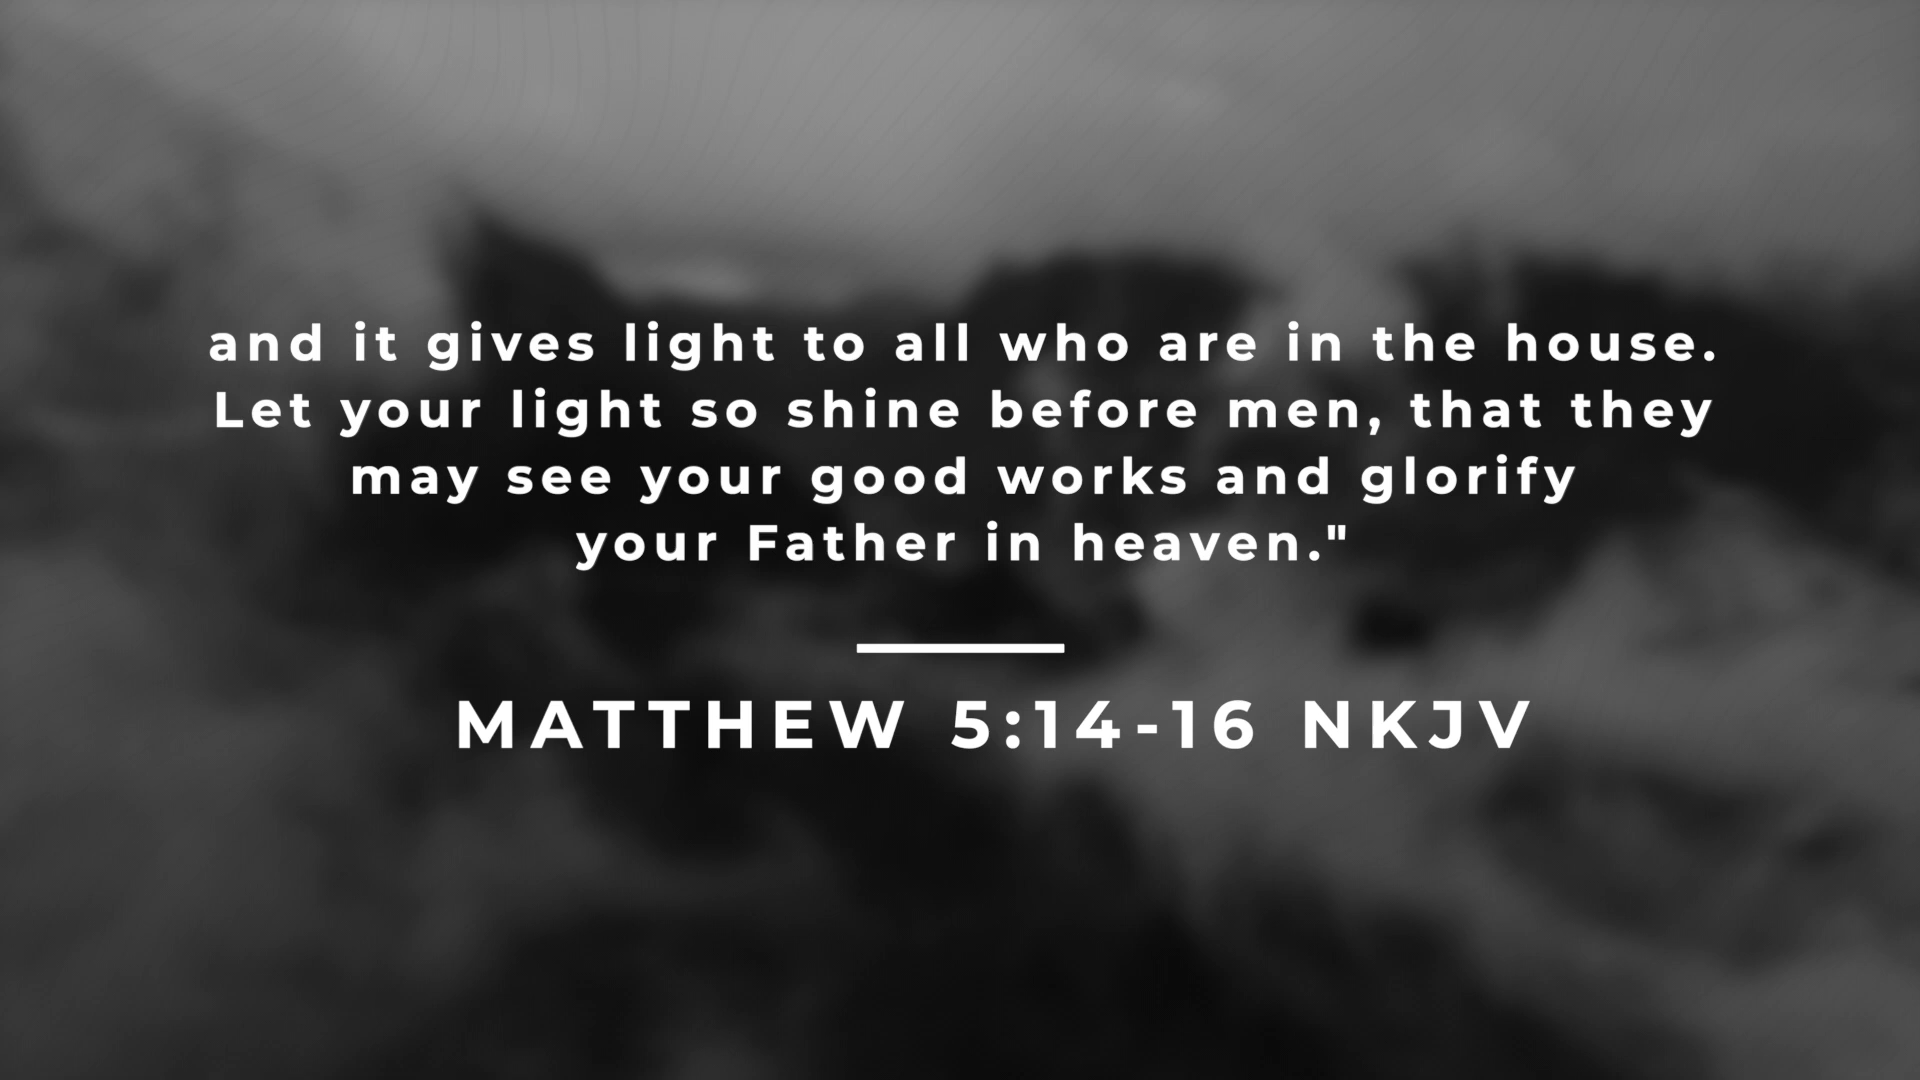 and it gives light to all who are in the house.
Let your light so shine before men, that they
may see your good works and glorify
your Father in heaven."
MATTHEW 5:14-16 NKJV